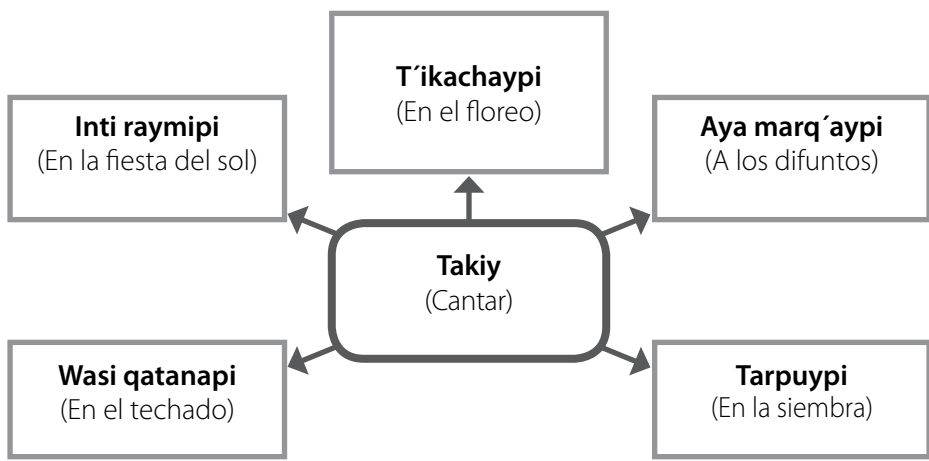 T´ikachaypi
(En el floreo)
Inti raymipi
(En la fiesta del sol)
Aya marq´aypi
(A los difuntos)
Takiy
(Cantar)
Wasi qatanapi
(En el techado)
Tarpuypi
(En la siembra)